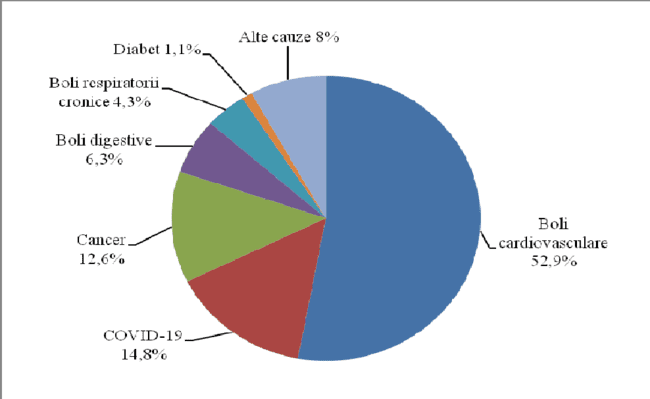 Alte cauze 8%
Diabet 1,1%
Boli respiratorii
cronice 4,3%
Boli digestive
6,3%
Cancer
12,6%
COVID-19
14,8%
Boli
cardiovasculare
52,9%